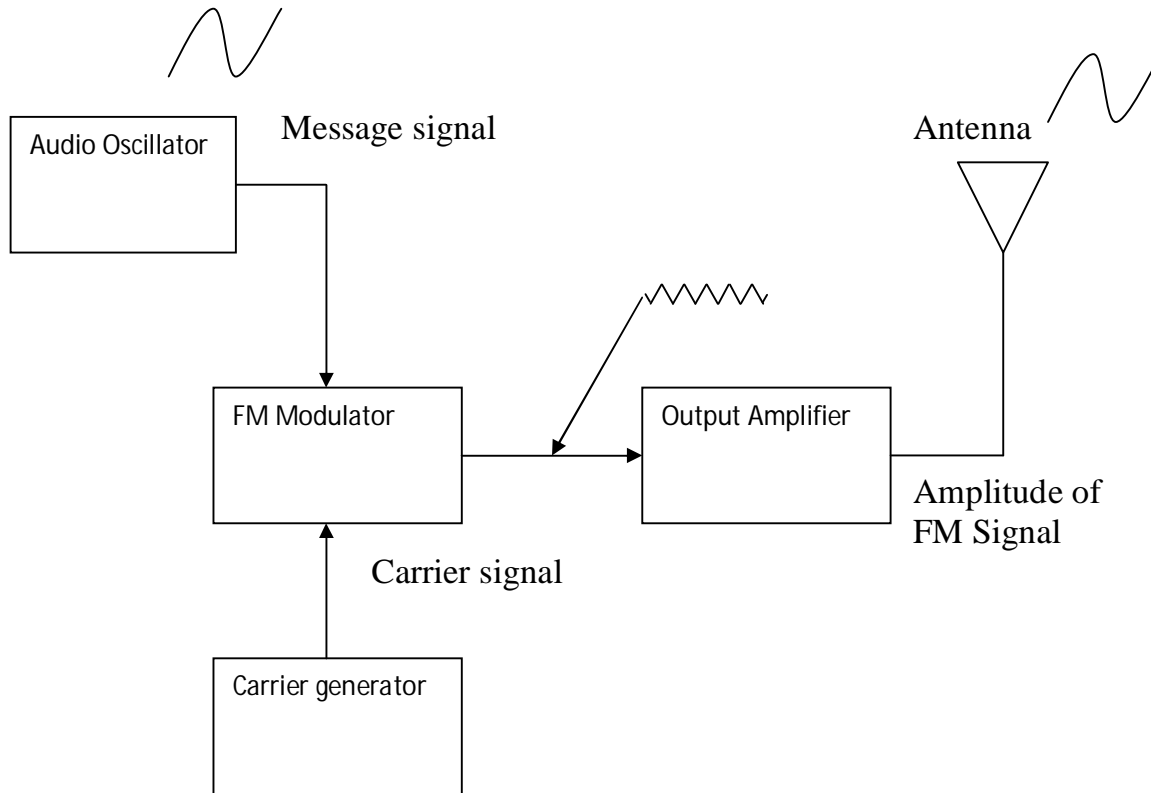 Audio Oscillator
Message signal
Antenna
FM Modulator
Output Amplifier
Amplitude of
FM Signal
Carrier signal
Carrier generator